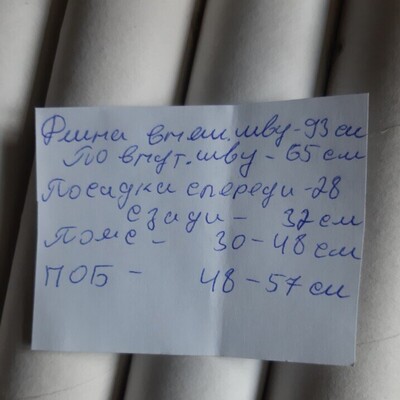 Длина внеш. шву - 93 см
По внут. шву - 65 см
Посадка спереди - 28
Сзади - 37 см
Пояс - 30 - 48 см
ПОБ - 48 - 57 см